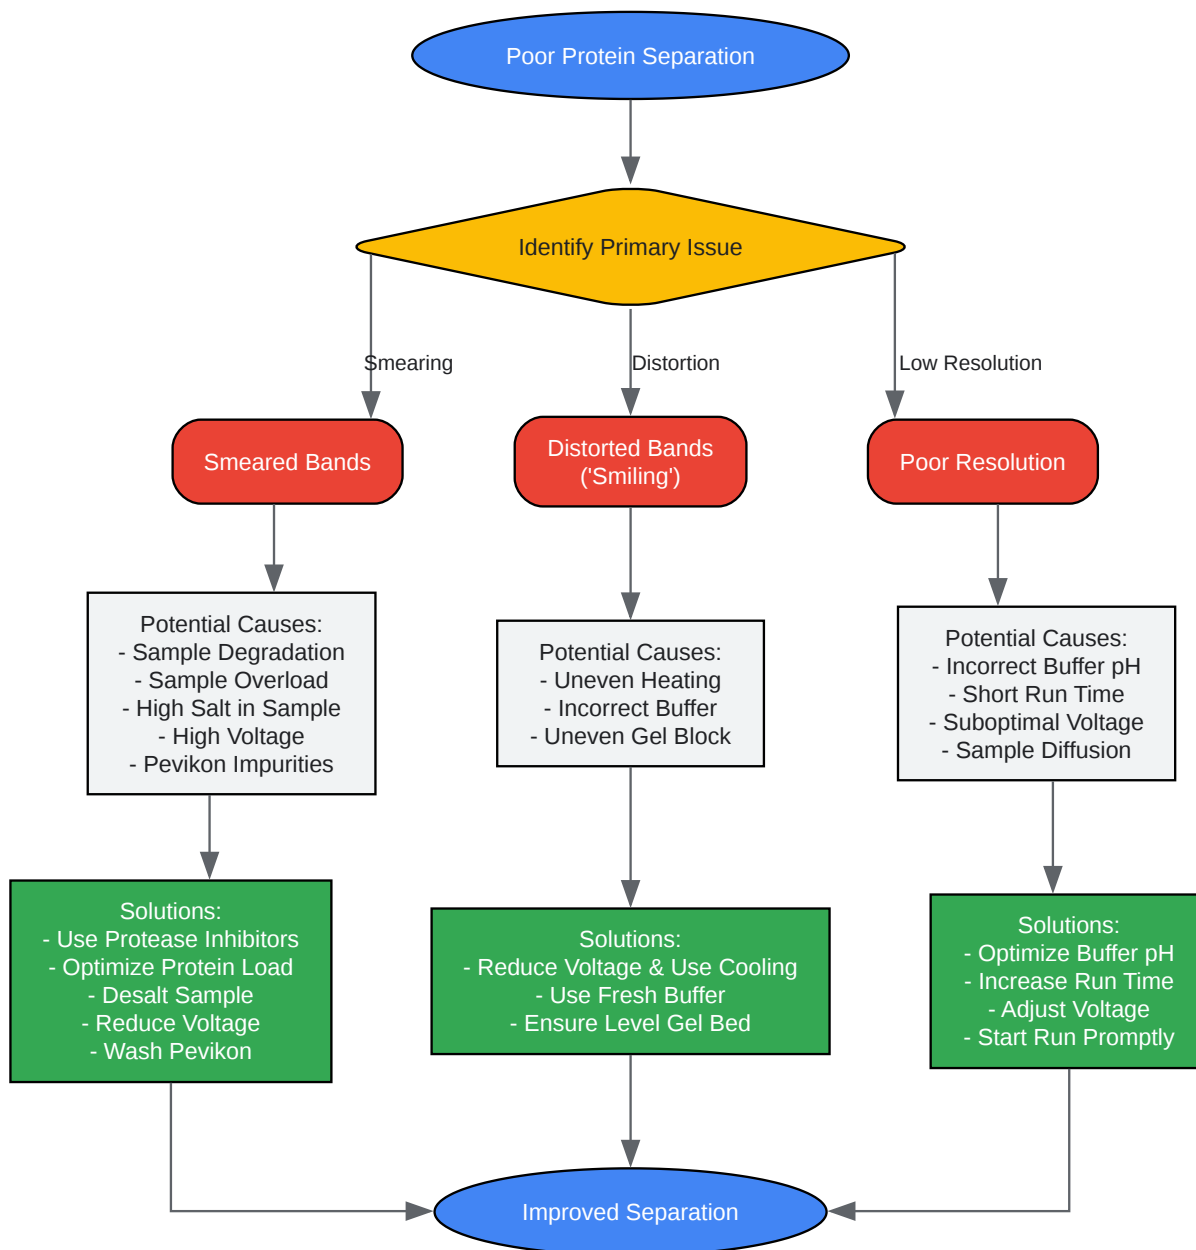 Poor Protein Separation
Identify Primary Issue
Smearing
Distortion
Low Resolution
Smeared Bands
Distorted Bands
('Smiling')
Poor Resolution
Potential Causes:
- Sample Degradation
- Sample Overload
- High Salt in Sample
- High Voltage
- Pevikon Impurities
Potential Causes:
- Uneven Heating
- Incorrect Buffer
- Uneven Gel Block
Potential Causes:
- Incorrect Buffer pH
- Short Run Time
- Suboptimal Voltage
- Sample Diffusion
Solutions:
- Use Protease Inhibitors
- Optimize Protein Load
- Desalt Sample
- Reduce Voltage
- Wash Pevikon
Solutions:
- Reduce Voltage & Use Cooling
- Use Fresh Buffer
- Ensure Level Gel Bed
Solutions:
- Optimize Buffer pH
- Increase Run Time
- Adjust Voltage
- Start Run Promptly
Improved Separation